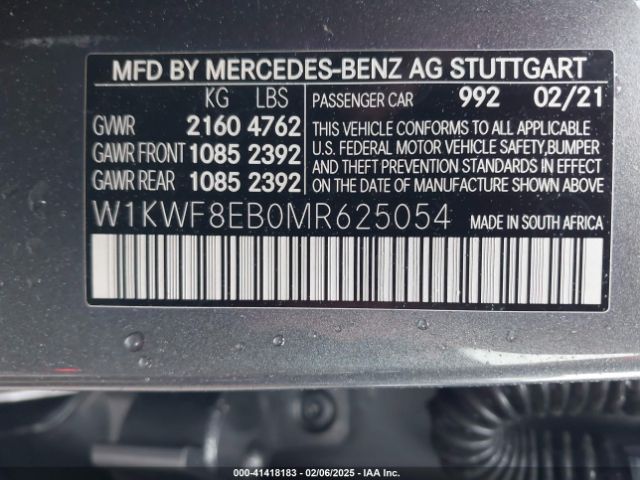 MFD BY MERCEDES-BENZ AG STUTTGART
KG LBS PASSENGER CAR 992 02/21
GVWR 2160 4762
GAWR FRONT 1085 2392
GAWR REAR 1085 2392
THIS VEHICLE CONFORMS TO ALL APPLICABLE
U.S. FEDERAL MOTOR VEHICLE SAFETY,BUMPER
AND THEFT PREVENTION STANDARDS IN EFFECT
ON THE DATE OF MANUFACTURE SHOWN ABOVE
W1KWF8EB0MR625054 MADE IN SOUTH AFRICA
000-41418183 - 02/06/2025 - IAA Inc.